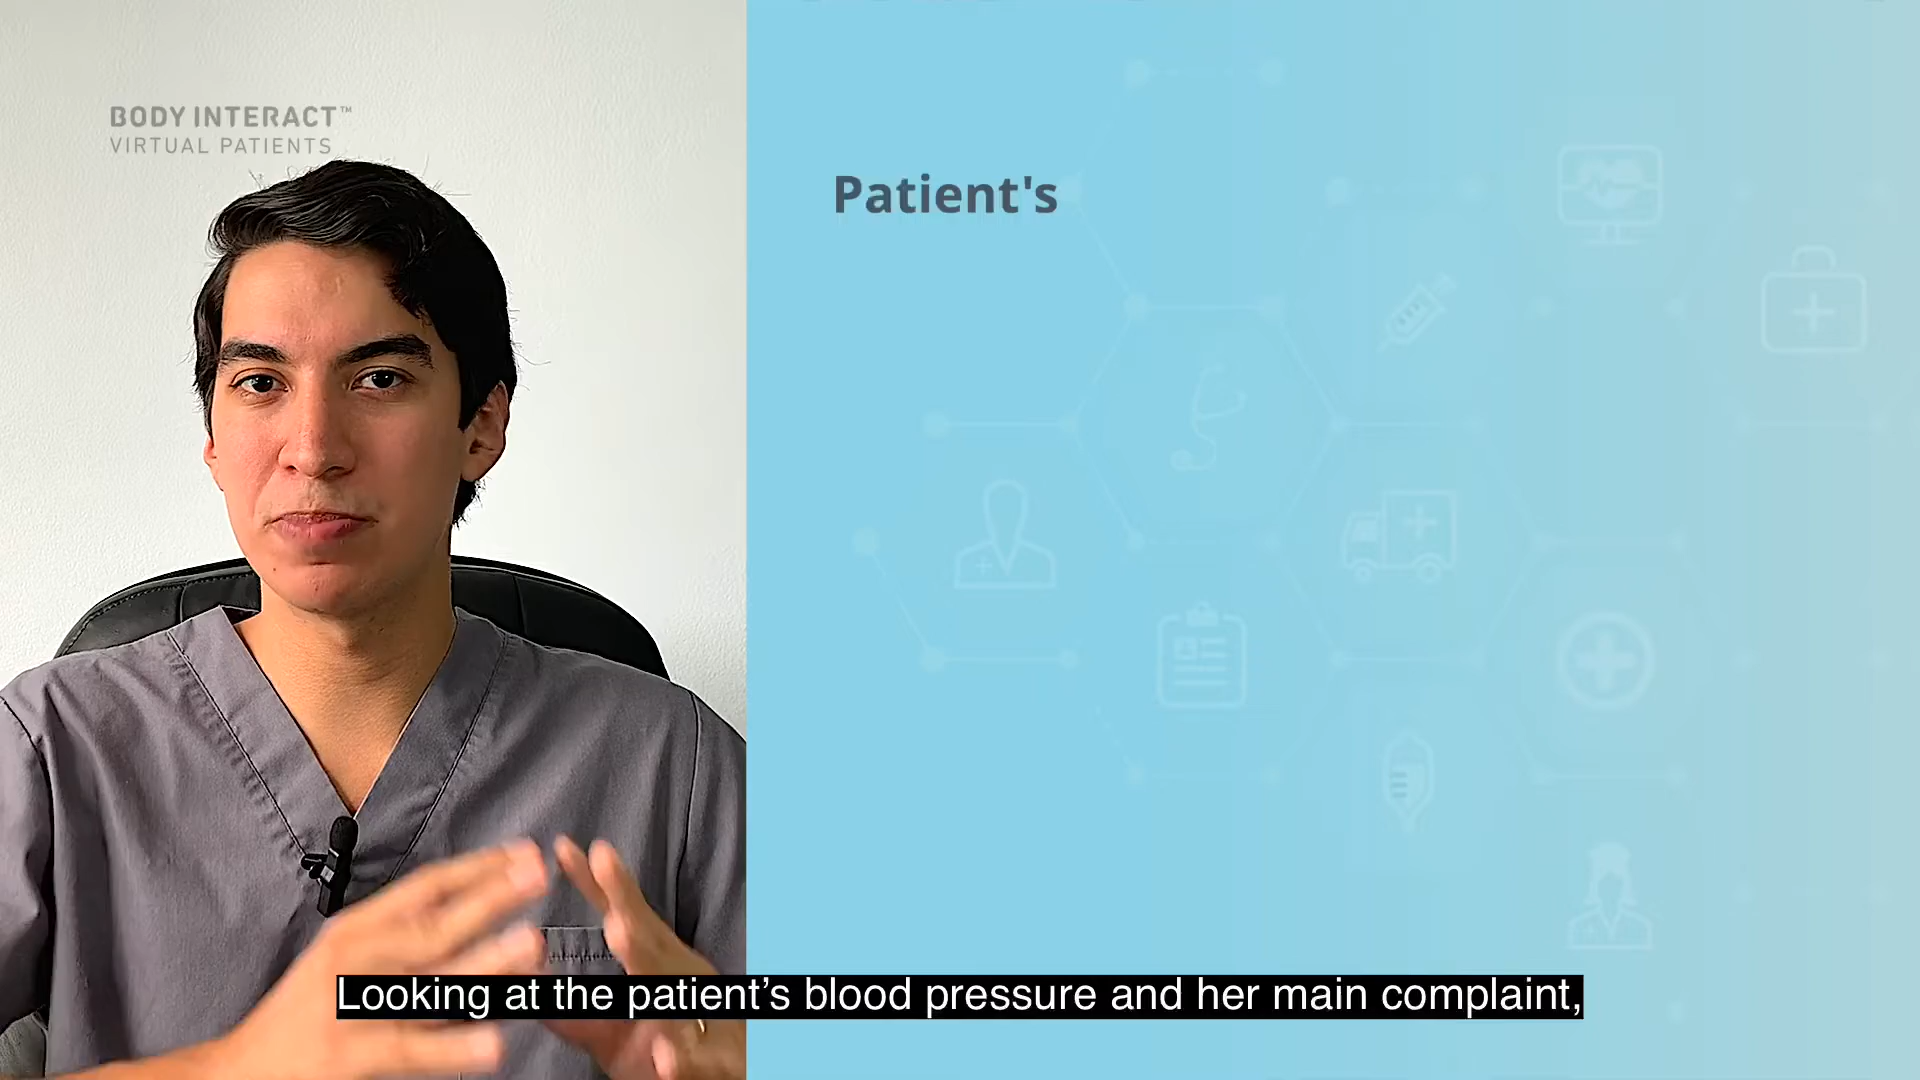 BODY INTERACT™
VIRTUAL PATIENTS
Patient's
Looking at the patient’s blood pressure and her main complaint,